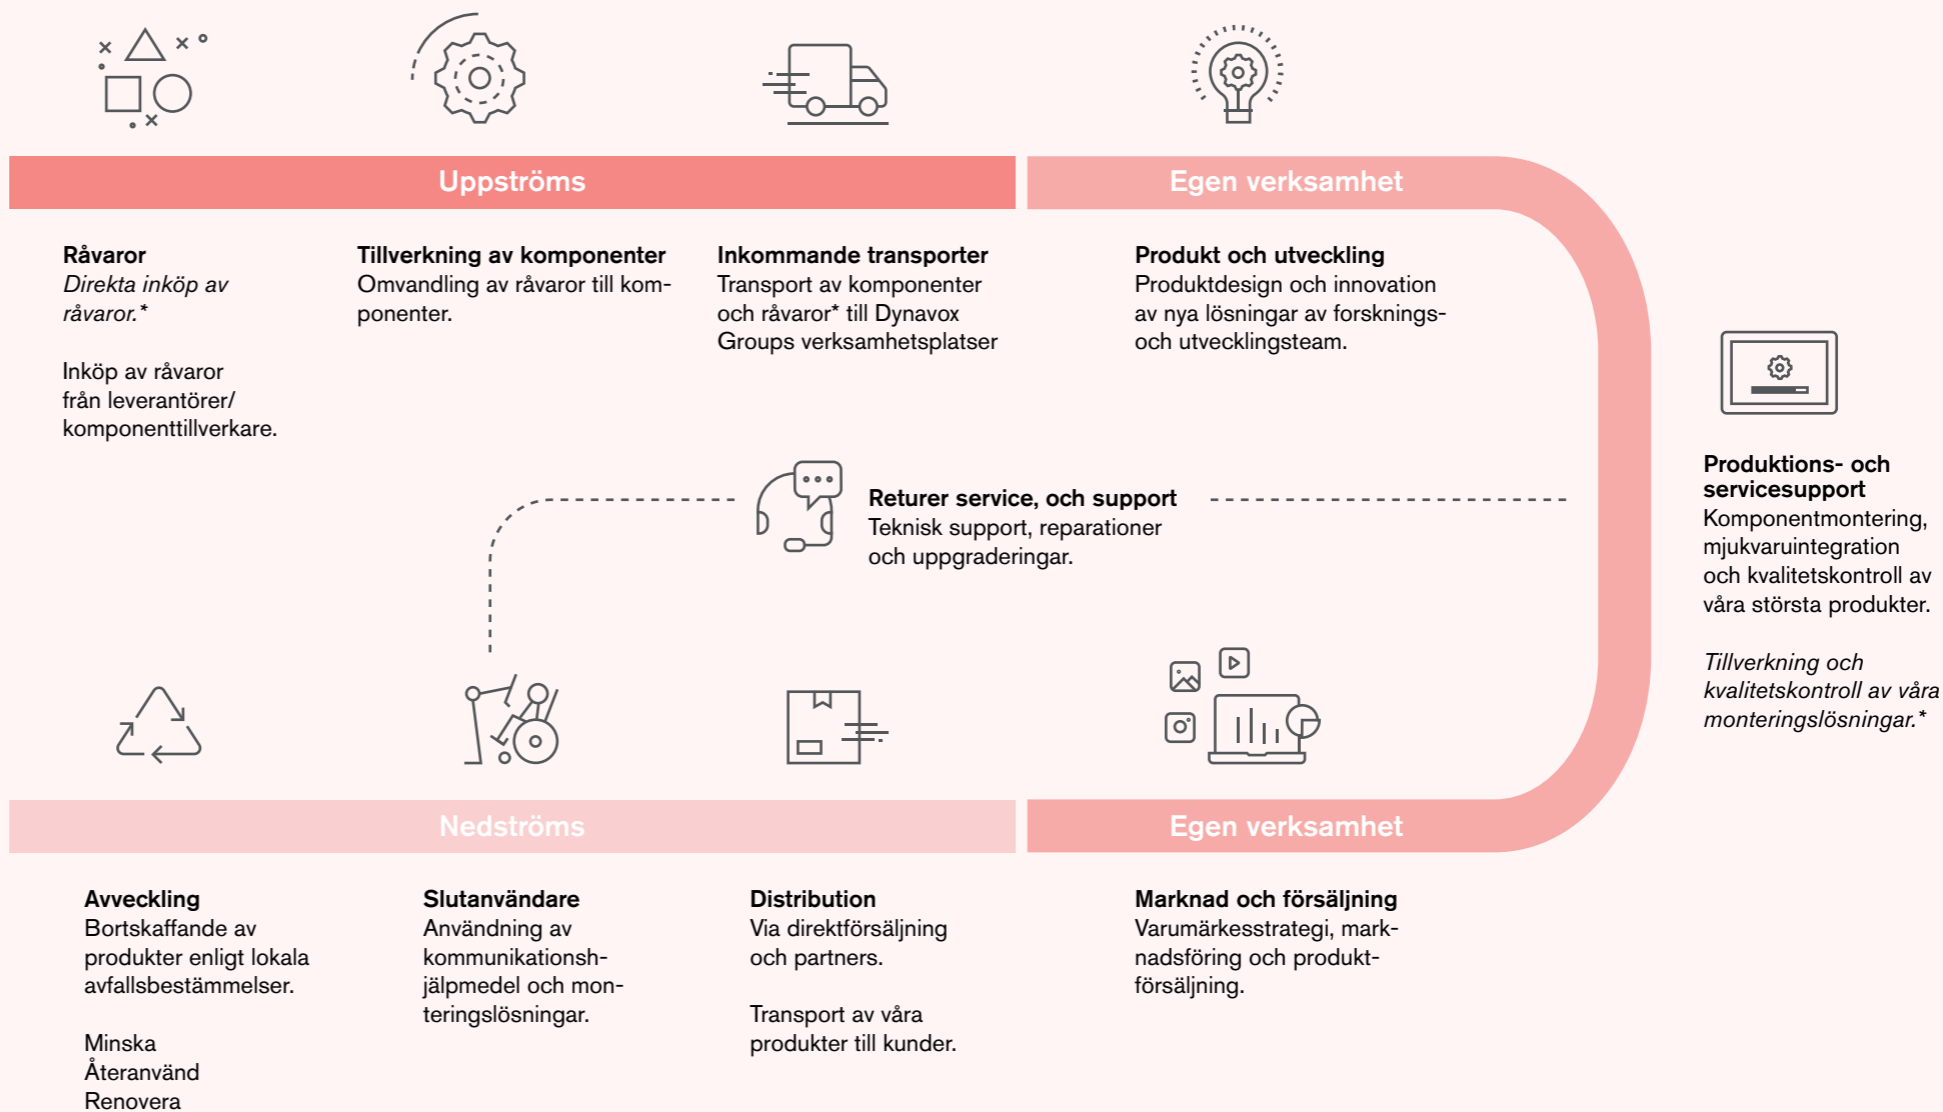 Uppströms
Egen verksamhet
Råvaror
Direkta inköp av
råvaror.*
Inköp av råvaror
från leverantörer/
komponenttillverkare.
Tillverkning av komponenter
Omvandling av råvaror till kom-
ponenter.
Inkommande transporter
Transport av komponenter
och råvaror* till Dynavox
Groups verksamhetsplatser
Produkt och utveckling
Produktdesign och innovation
av nya lösningar av forsknings-
och utvecklingsteam.
Produktions- och
servicesupport
Komponentmontering,
mjukvaruintegration
och kvalitetskontroll av
våra största produkter.
Tillverkning och
kvalitetskontroll av våra
monteringslösningar.*
Returer service, och support
Teknisk support, reparationer
och uppgraderingar.
Nedströms
Egen verksamhet
Avveckling
Bortskaffande av
produkter enligt lokala
avfallsbestämmelser.
Minska
Återanvänd
Renovera
Slutanvändare
Användning av
kommunikationsh-
jälpmedel och mon-
teringslösningar.
Distribution
Via direktförsäljning
och partners.
Transport av våra
produkter till kunder.
Marknad och försäljning
Varumärkesstrategi, mark-
nadsföring och produkt-
försäljning.